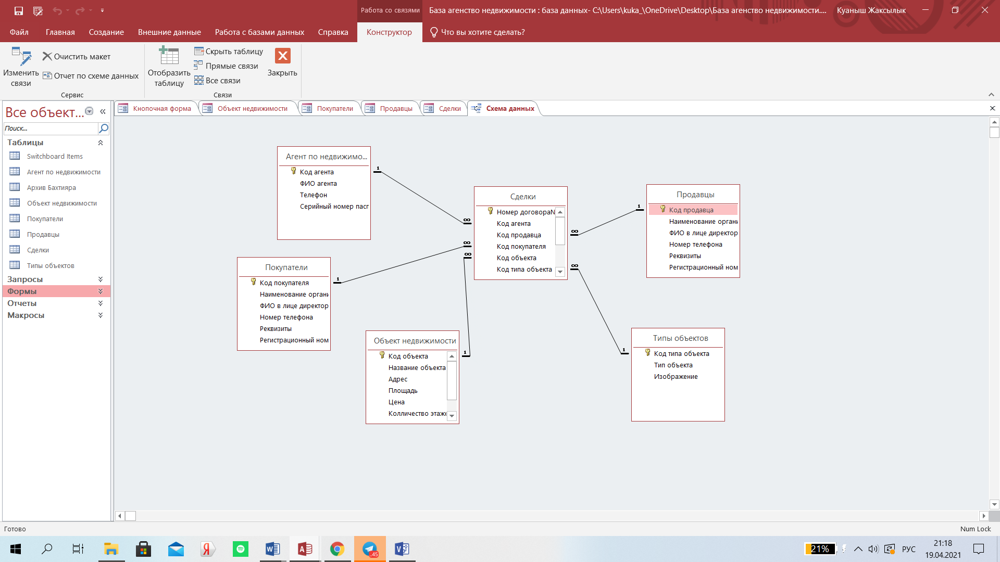 Работа со связями
База агенство недвижимости : база данных- C:\Users\kuka_\OneDrive\Desktop\База агенство недвижимости....
Куаныш Жаксылык
Файл
Главная
Создание
Внешние данные
Работа с базами данных
Справка
Конструктор
Что вы хотите сделать?
Изменить
связи
Очистить макет
Отчет по схеме данных
Сервис
Отобразить
таблицу
Скрыть таблицу
Прямые связи
Все связи
Связи
Закрыть
Все объект...
Поиск...
Таблицы
Switchboard Items
Агент по недвижимости
Архив Бахтияра
Объект недвижимости
Покупатели
Продавцы
Сделки
Типы объектов
Запросы
Формы
Отчеты
Макросы
Кнопочная форма
Объект недвижимости
Покупатели
Продавцы
Сделки
Схема данных
Агент по недвижимо...
Код агента
ФИО агента
Телефон
Серийный номер пасп
1
∞
Сделки
Номер договораN
Код агента
Код продавца
Код покупателя
Код объекта
Код типа объекта
∞
1
Продавцы
Код продавца
Наименование органи
ФИО в лице директор
Номер телефона
Реквизиты
Регистрационный ном
Покупатели
Код покупателя
Наименование органи
ФИО в лице директор
Номер телефона
Реквизиты
Регистрационный ном
1
∞
∞
Объект недвижимости
Код объекта
Название объекта
Адрес
Площадь
Цена
Колличество этаже
1
∞
1
Типы объектов
Код типа объекта
Тип объекта
Изображение
Готово
Num Lock
45
21%
РУС
21:18
19.04.2021